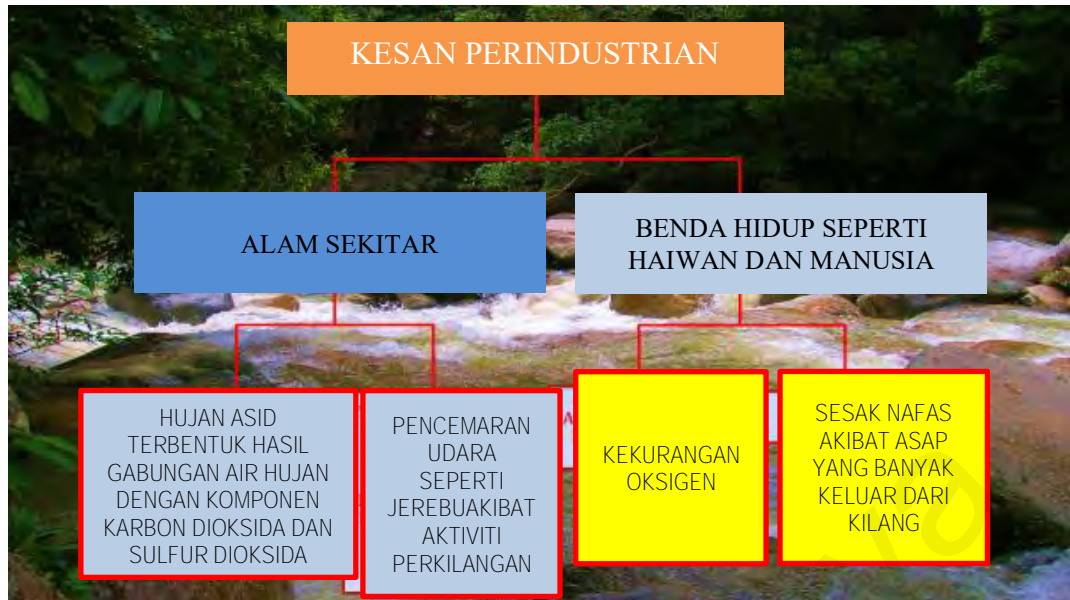 KESAN PERINDUSTRIAN
ALAM SEKITAR
BENDA HIDUP SEPERTI
HAIWAN DAN MANUSIA
HUJAN ASID
TERBENTUK HASIL
GABUNGAN AIR HUJAN
DENGAN KOMPONEN
KARBON DIOKSIDA DAN
SULFUR DIOKSIDA
PENCEMARAN
UDARA
SEPERTI
JEREBUAKIBAT
AKTIVITI
PERKILANGAN
KEKURANGAN
OKSIGEN
SESAK NAFAS
AKIBAT ASAP
YANG BANYAK
KELUAR DARI
KILANG